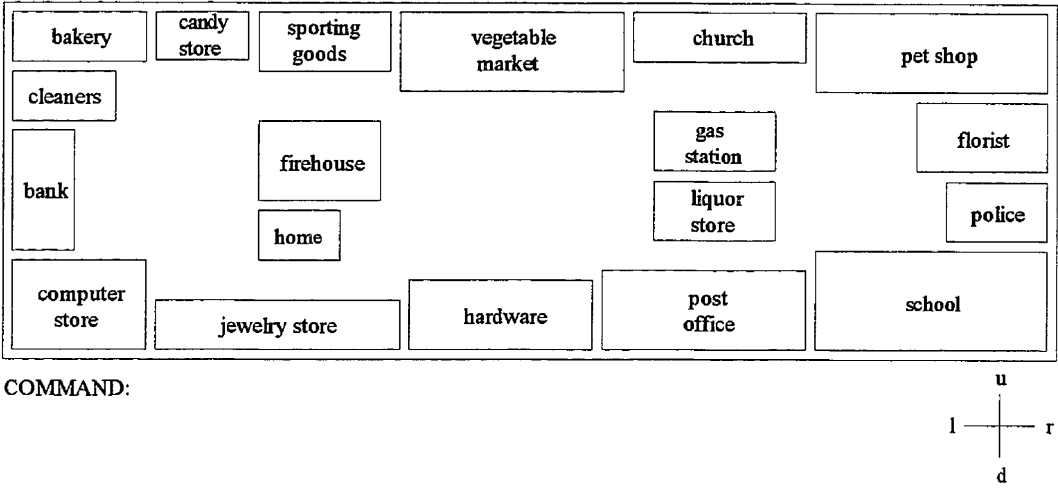 bakery
candy
store
sporting
goods
vegetable
market
church
pet shop
cleaners
firehouse
gas
station
florist
bank
home
liquor
store
police
computer
store
jewelry store
hardware
post
office
school
COMMAND:
u
l r
d